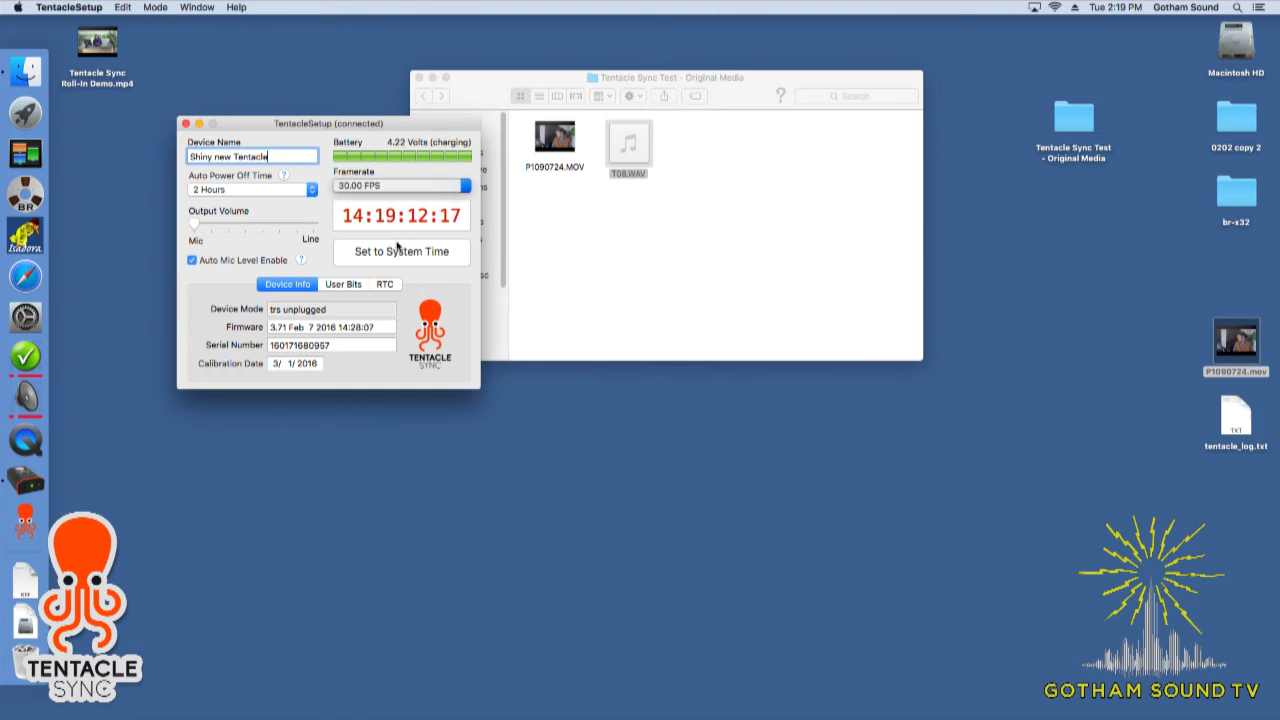 TentacleSetup Edit Mode Window Help
Tue 2:19 PM Gotham Sound
Tentacle Sync
Roll-In Demo.mp4
Tentacle Sync Test - Original Media
Search
P1090724.MOV
T08.WAV
TentacleSetup (connected)
Device Name
Shiny new Tentacle
Battery 4.22 Volts (charging)
Auto Power Off Time ?
2 Hours
Framerate
30.00 FPS
14:19:12:17
Output Volume
Mic Line
Set to System Time
Auto Mic Level Enable ?
Device Info User Bits RTC
Device Mode trs unplugged
Firmware 3.71 Feb 7 2016 14:28:07
Serial Number 160171680957
Calibration Date 3/ 1/2016
TENTACLE
SYNC
Macintosh HD
Tentacle Sync Test
- Original Media
0202 copy 2
br-x32
P1090724.mov
TXT
tentacle_log.txt
BR
Isadora
RTF
TENTACLE
SYNC
GOTHAM SOUND TV